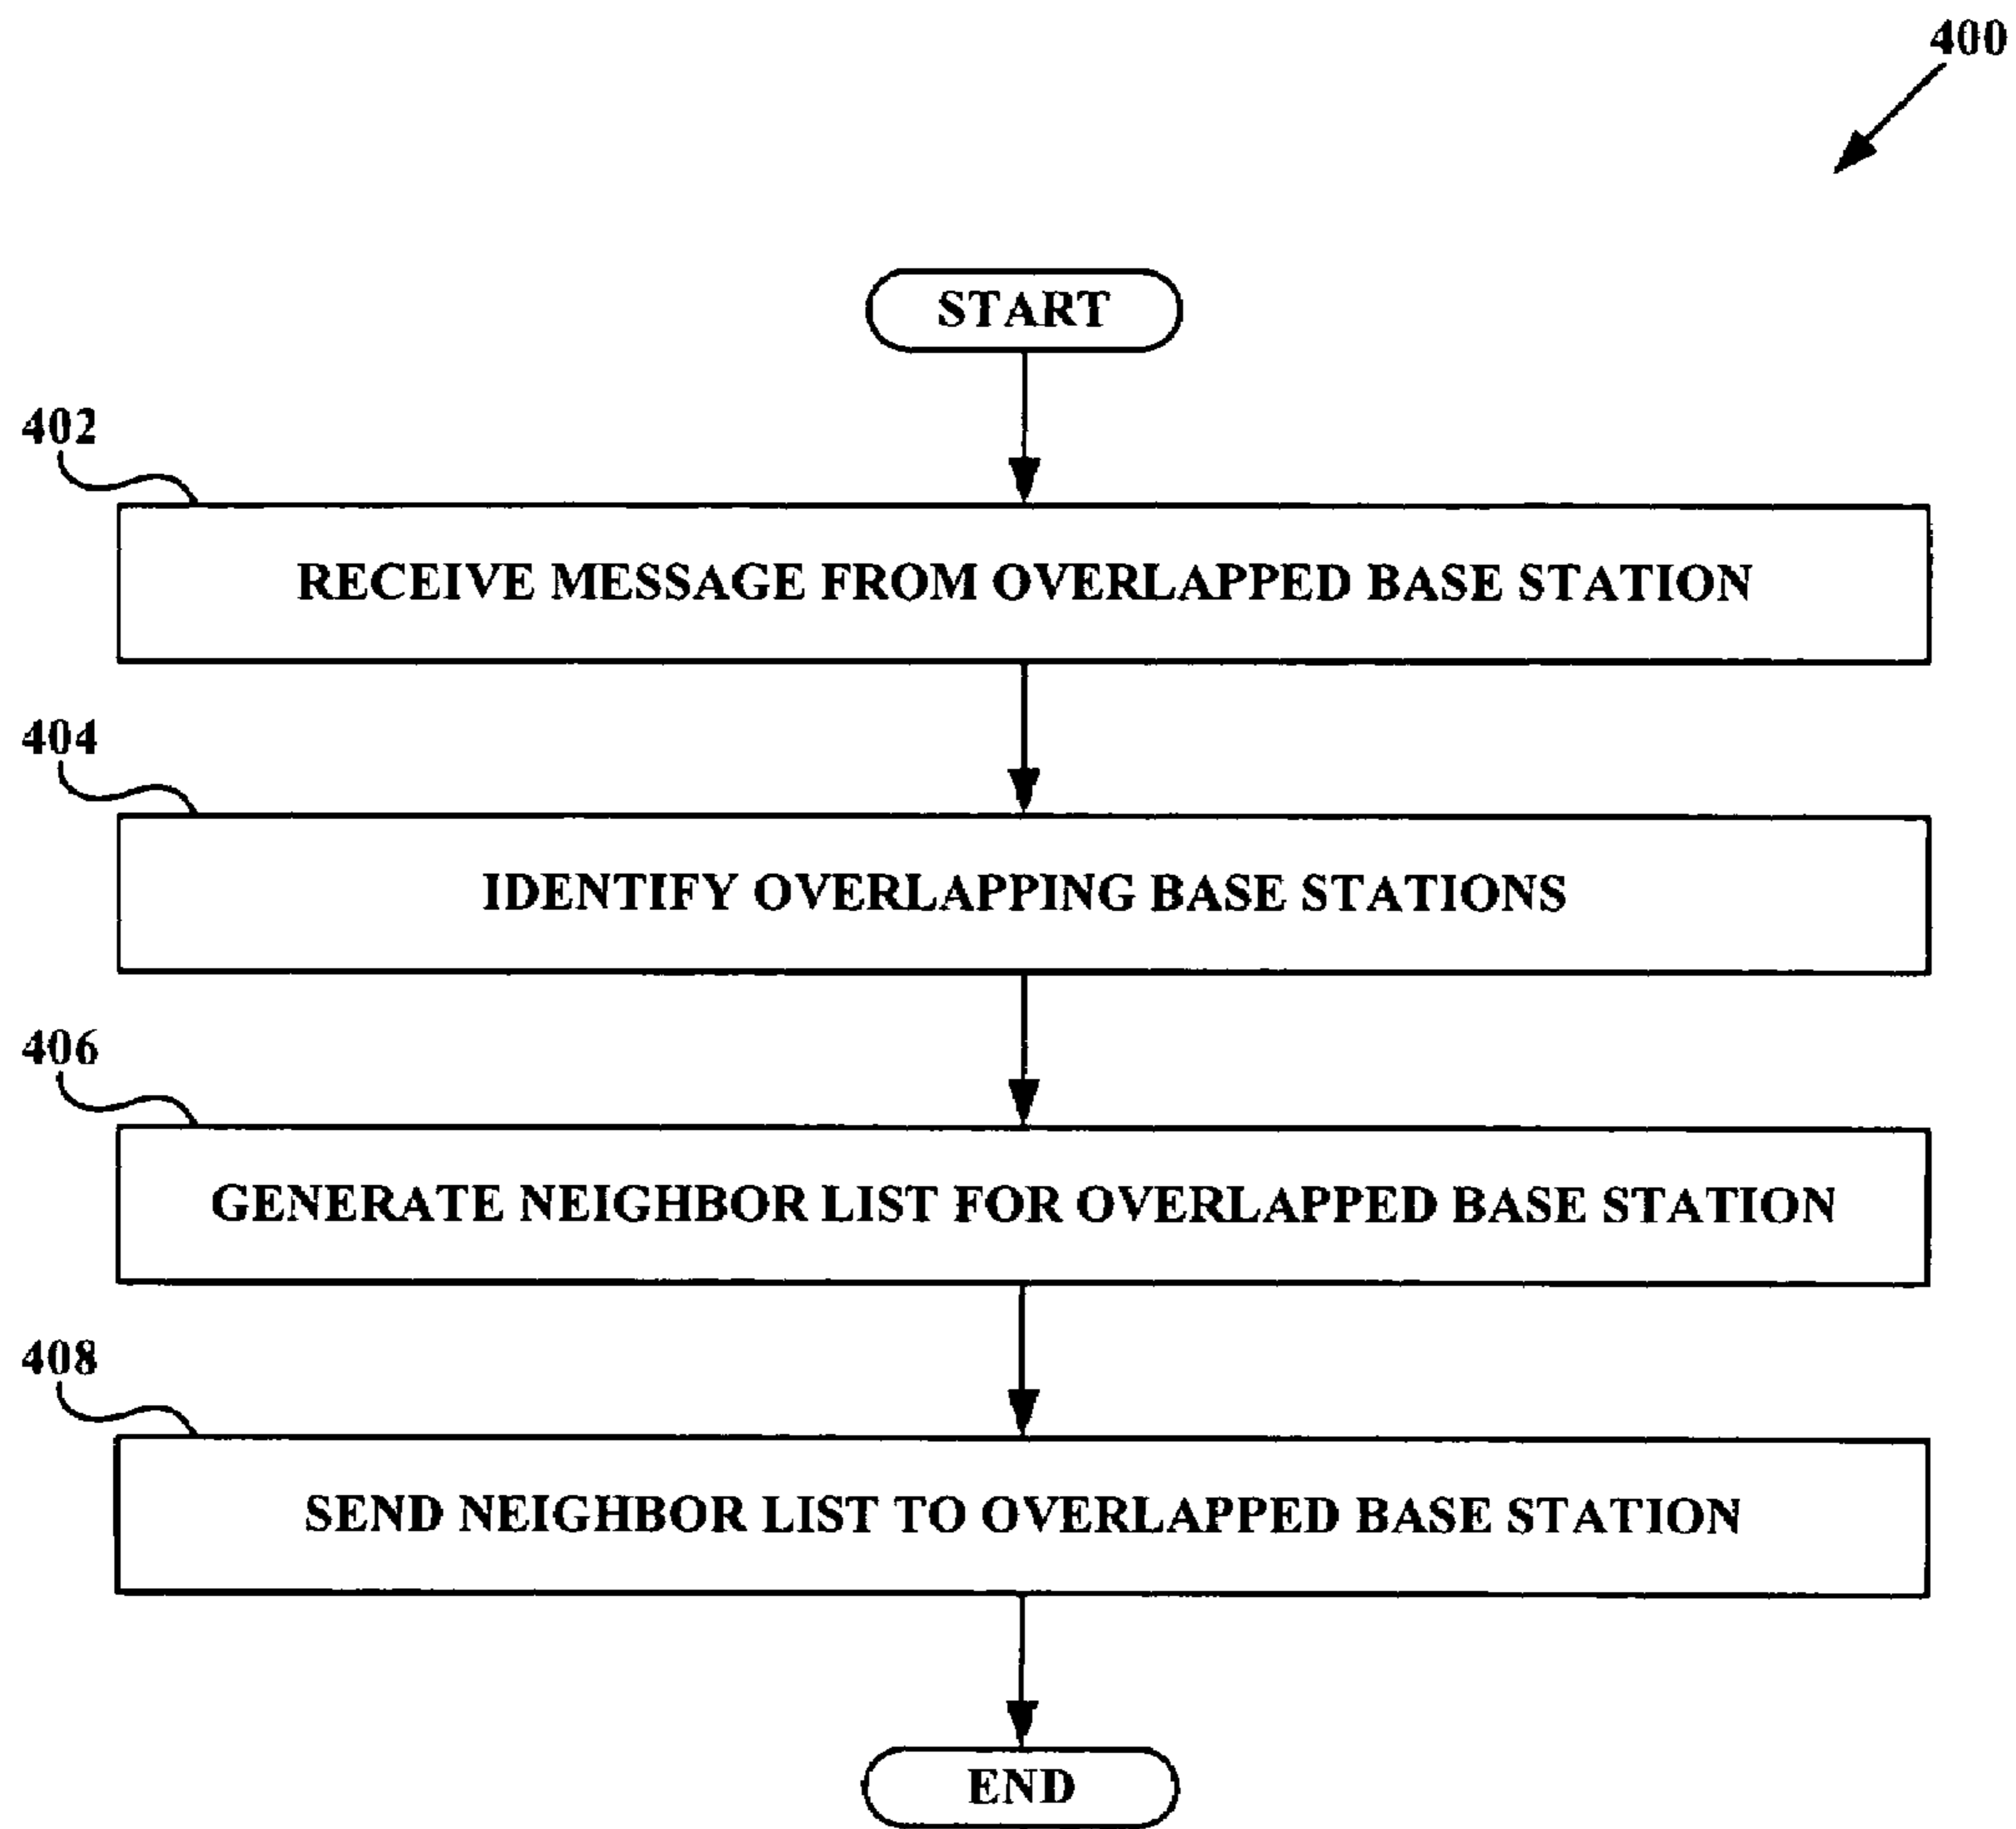 400
START
402
RECEIVE MESSAGE FROM OVERLAPPED BASE STATION
404
IDENTIFY OVERLAPPING BASE STATIONS
406
GENERATE NEIGHBOR LIST FOR OVERLAPPED BASE STATION
408
SEND NEIGHBOR LIST TO OVERLAPPED BASE STATION
END